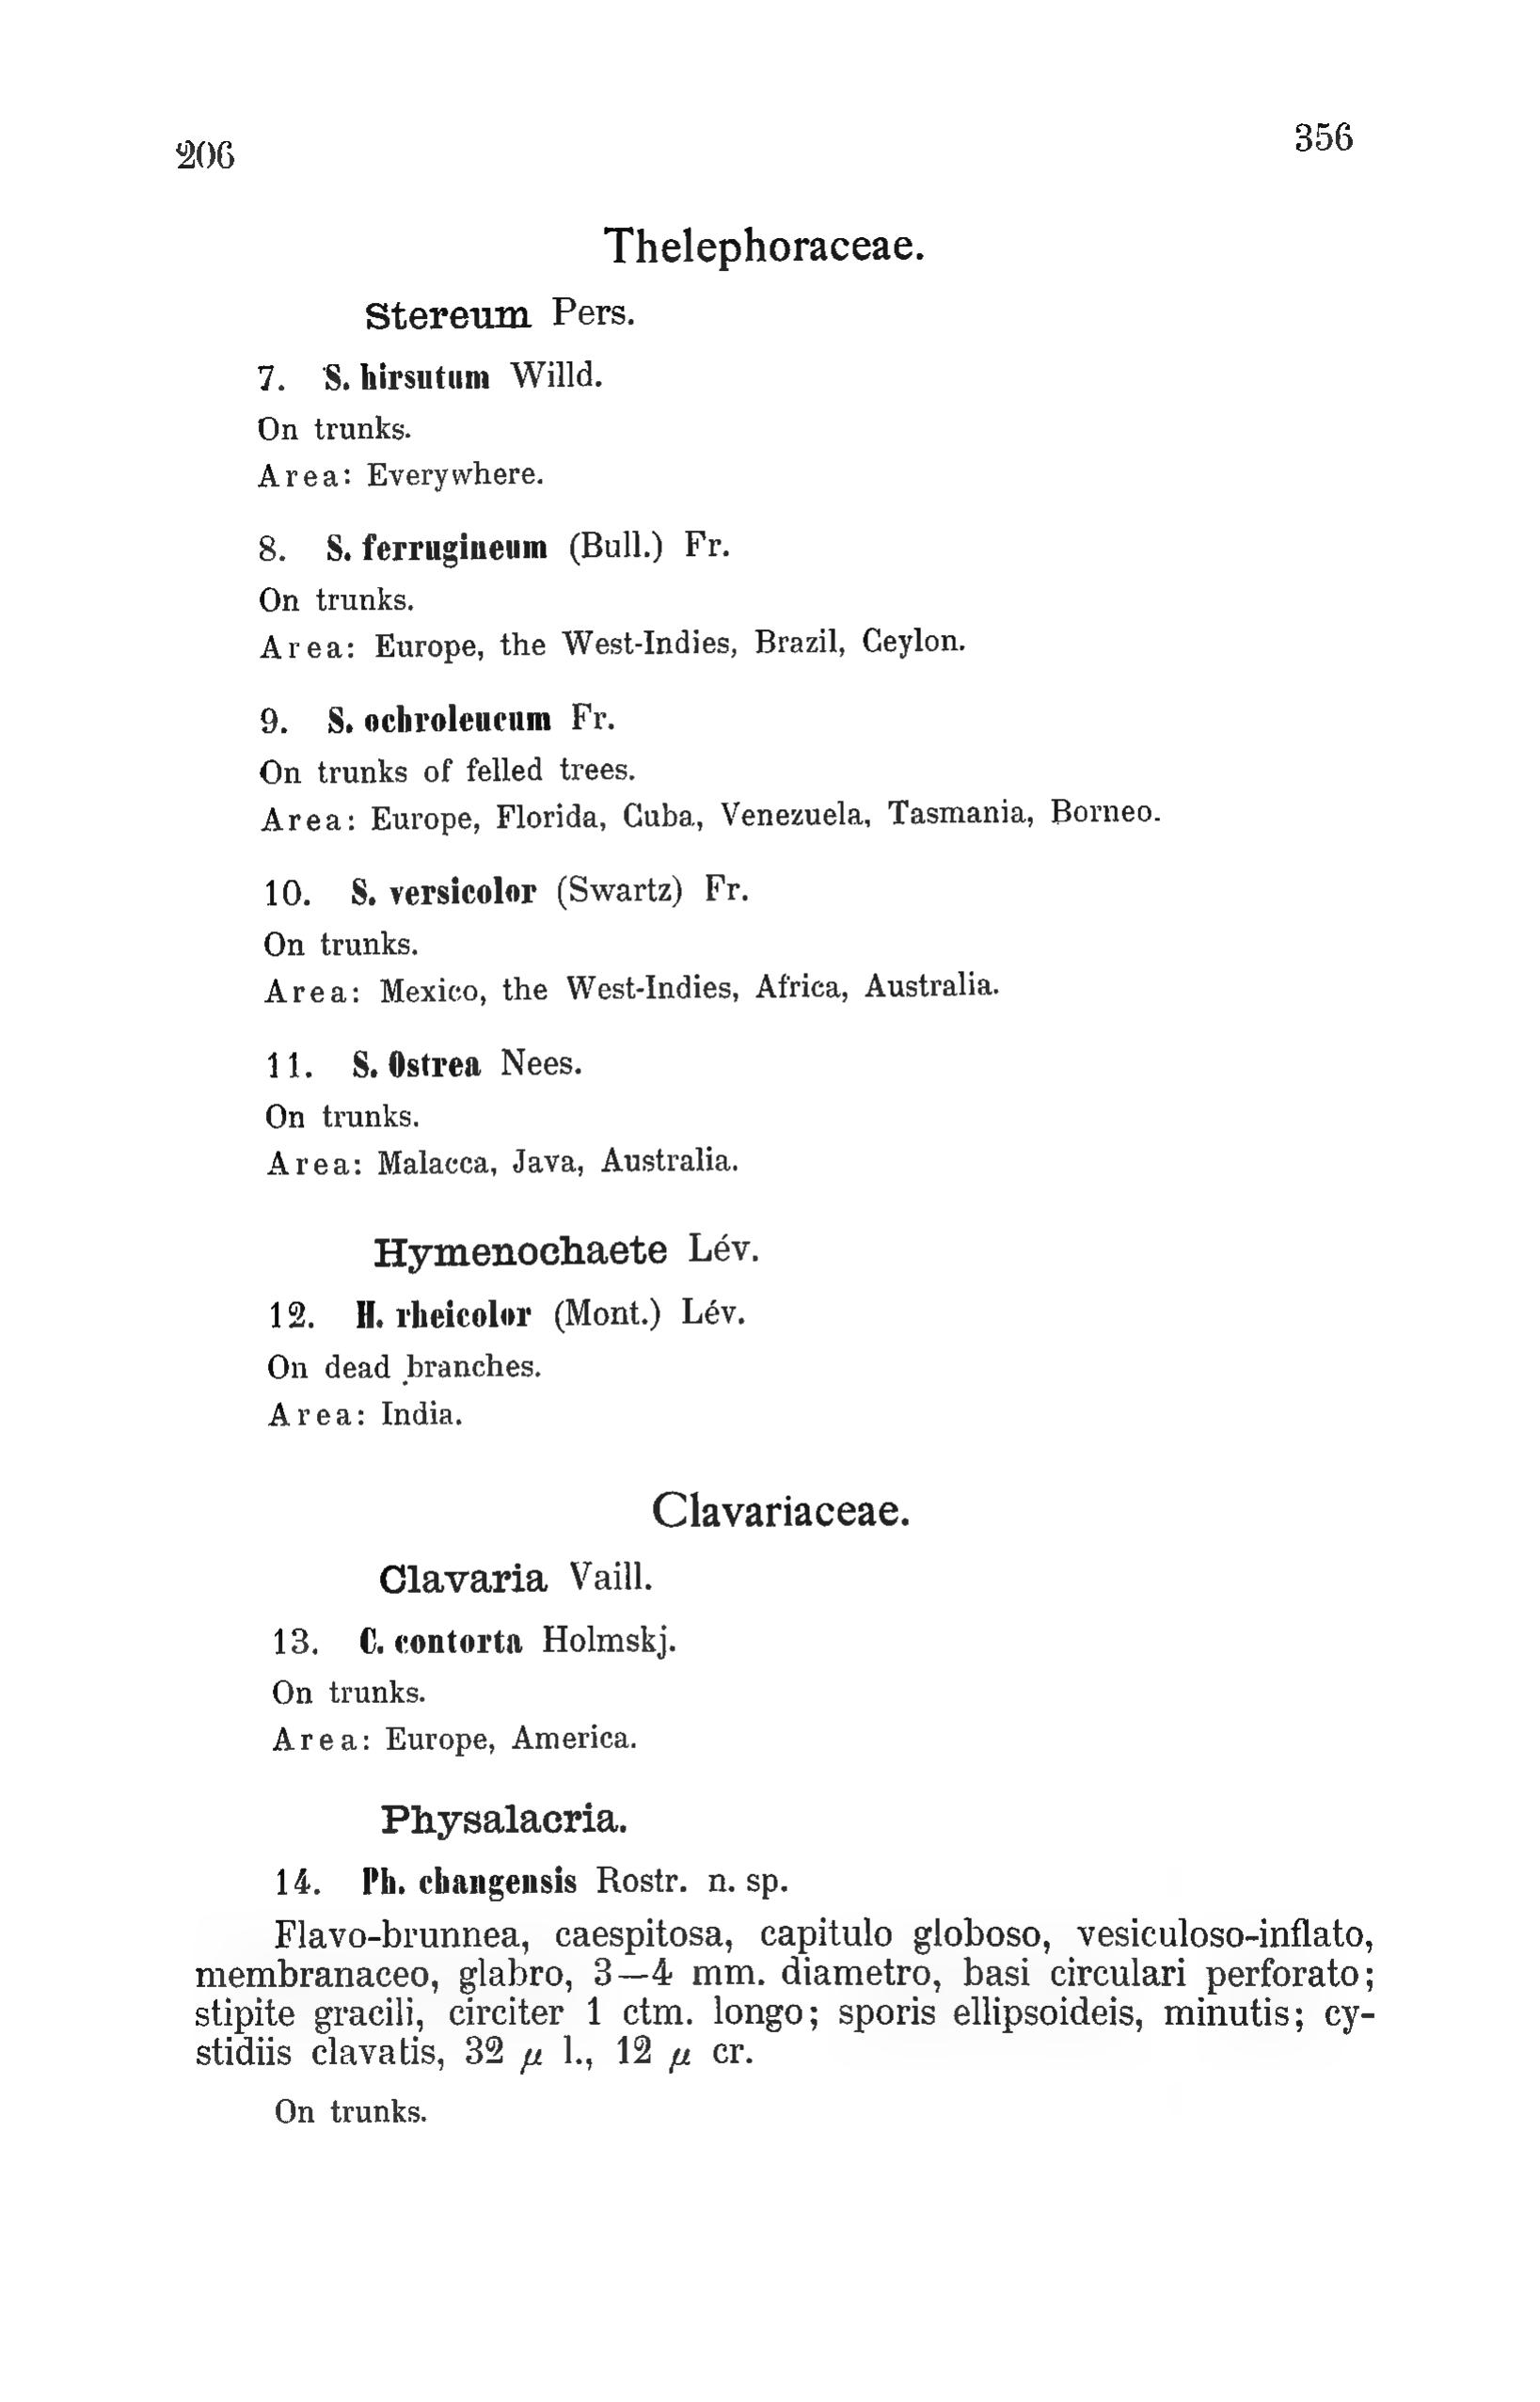 206
356
Thelephoraceae.
Stereum Pers.
7. S. hirsutum Willd.
On trunks.
Area: Everywhere.
8. S. ferrugineum (Bull.) Fr.
On trunks.
Area: Europe, the West-Indies, Brazil, Ceylon.
9. S. ochroleucum Fr.
On trunks of felled trees.
Area: Europe, Florida, Cuba, Venezuela, Tasmania, Borneo.
10. S. versicolor (Swartz) Fr.
On trunks.
Area: Mexico, the West-Indies, Africa, Australia.
11. S. Ostrea Nees.
On trunks.
Area: Malacca, Java, Australia.
Hymenochaete Lév.
12. H. rheicolor (Mont.) Lév.
On dead branches.
Area: India.
Clavariaceae.
Clavaria Vaill.
13. C. contorta Holmskj.
On trunks.
Area: Europe, America.
Physalacria.
14. Ph. changensis Rostr. n. sp.
Flavo-brunnea, caespitosa, capitulo globoso, vesiculoso-inflato,
membranaceo, glabro, 3—4 mm. diametro, basi circulari perforato;
stipite gracili, circiter 1 ctm. longo; sporis ellipsoideis, minutis; cy-
stidiis clavatis, 32 μ l., 12 μ cr.
On trunks.